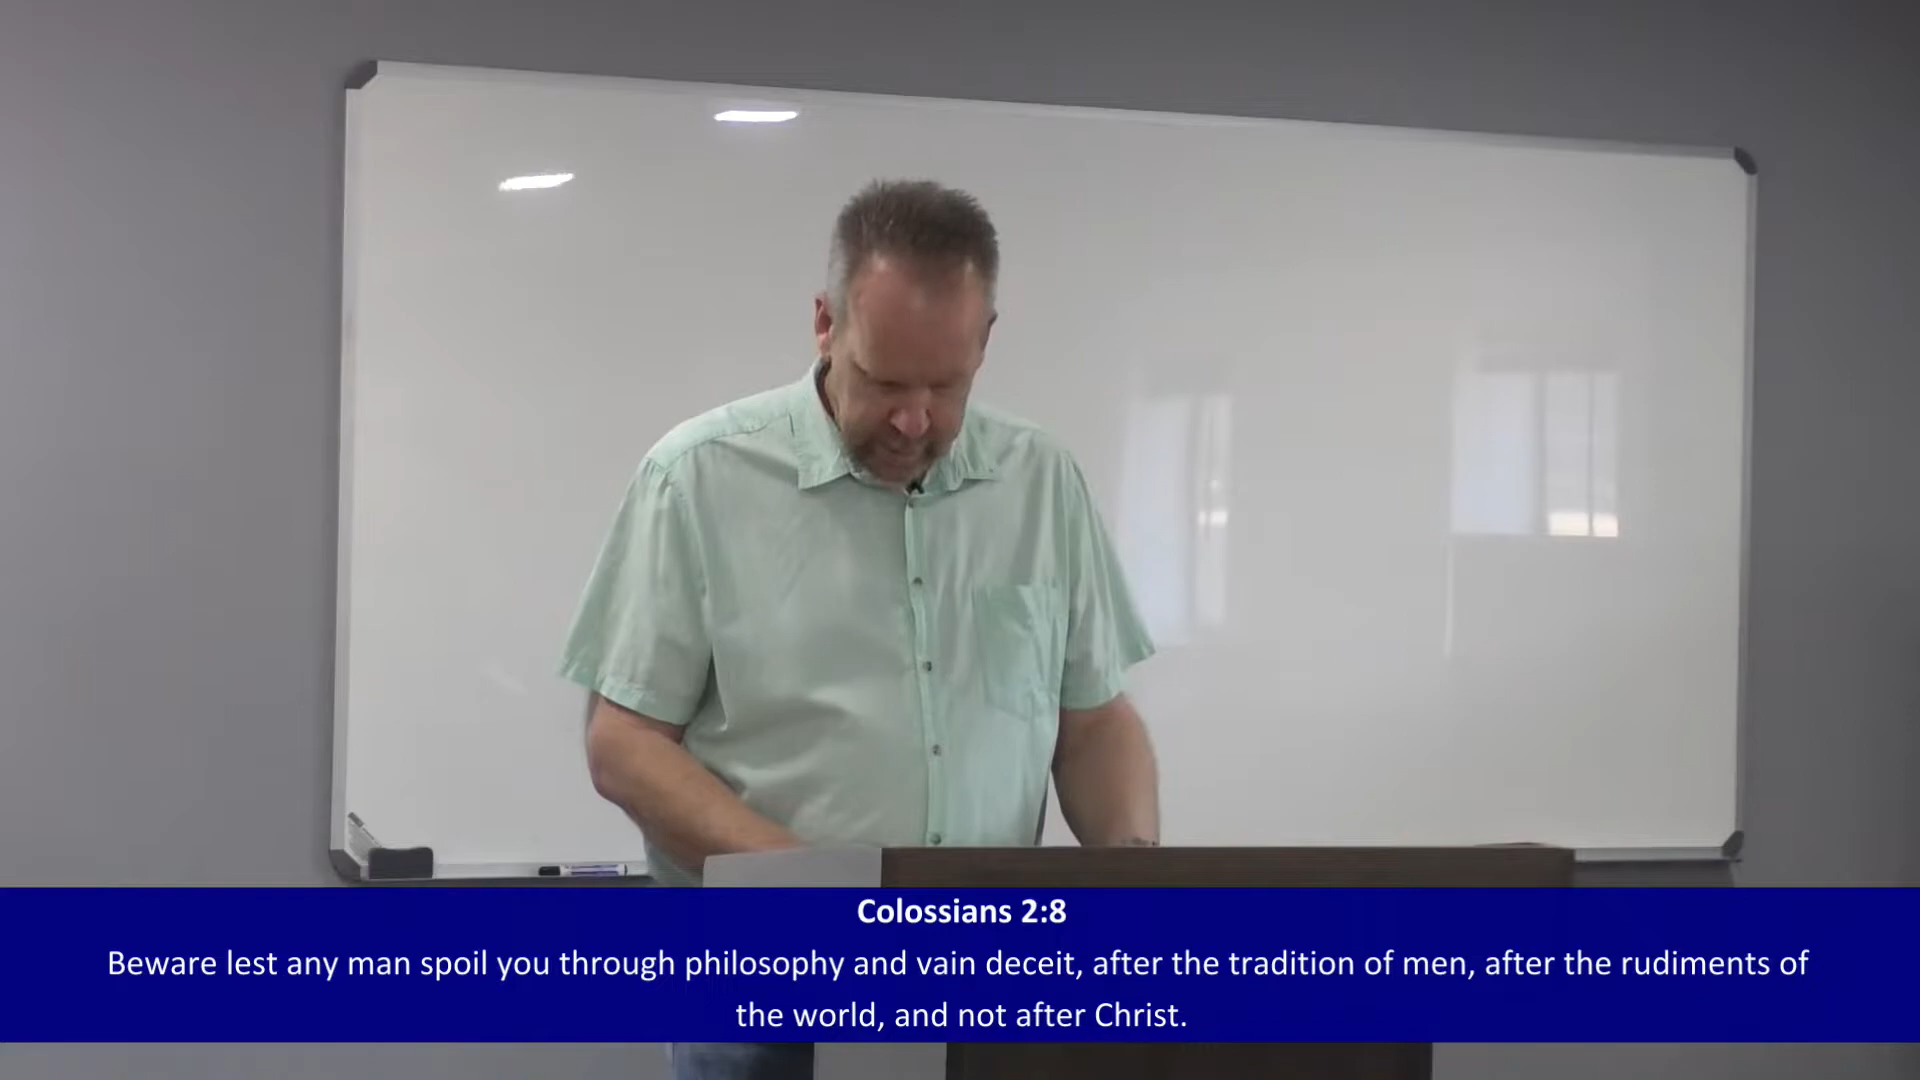 Colossians 2:8
Beware lest any man spoil you through philosophy and vain deceit, after the tradition of men, after the rudiments of
the world, and not after Christ.